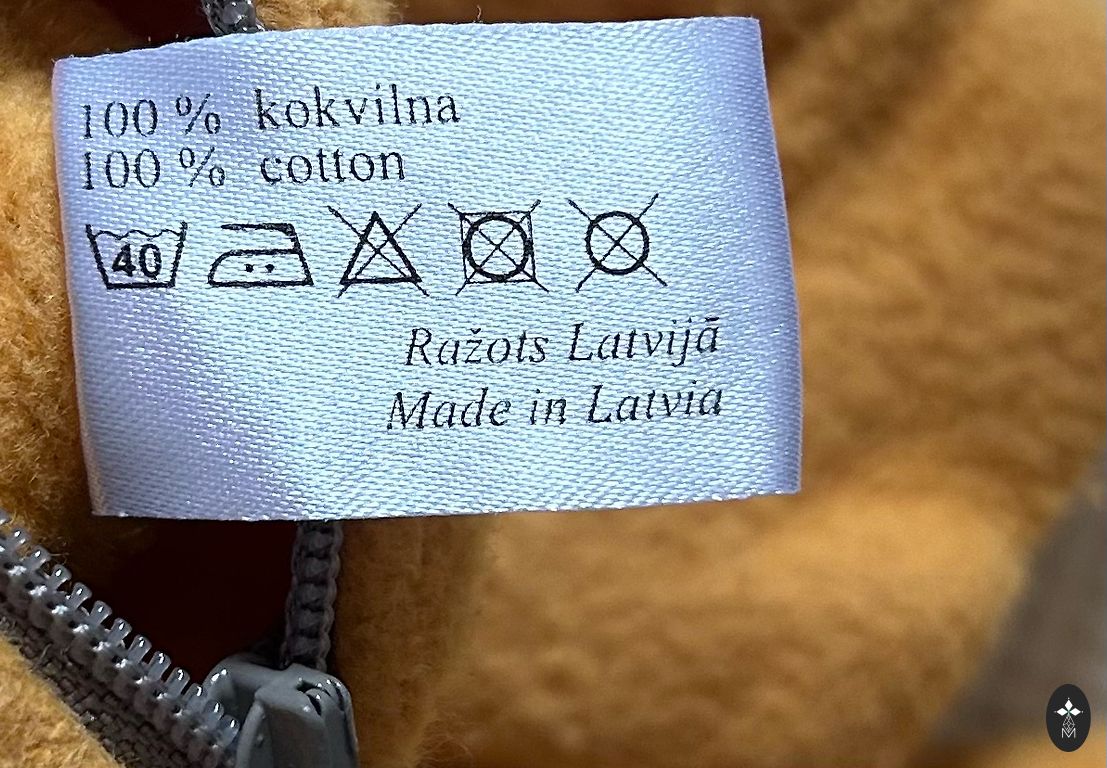 100 % kokvilna
100 % cotton
40
Ražots Latvijā
Made in Latvia